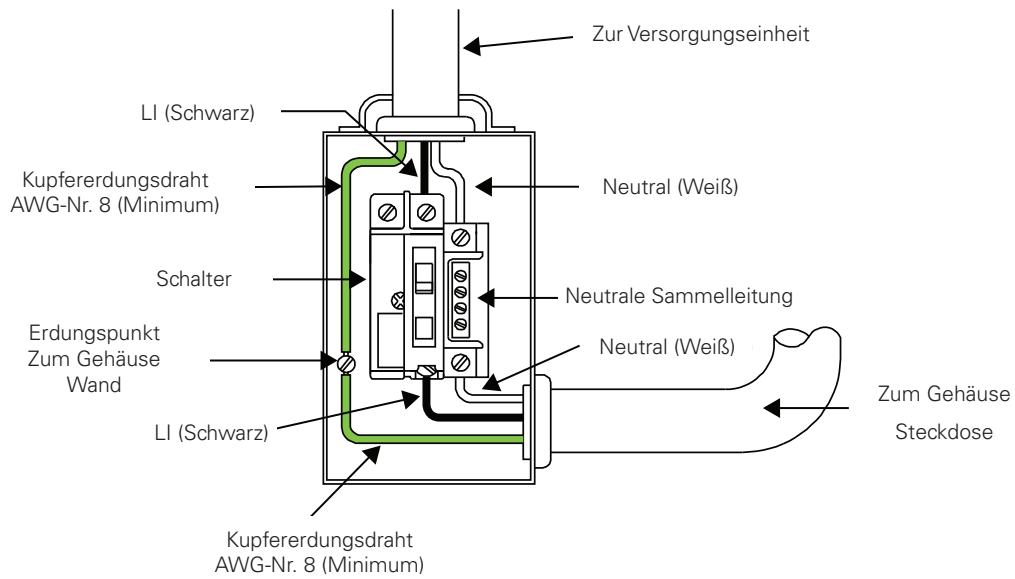 Zur Versorgungseinheit
LI (Schwarz)
Kupfererdungsdraht
AWG-Nr. 8 (Minimum)
Neutral (Weiß)
Schalter
Neutrale Sammelleitung
Erdungspunkt
Zum Gehäuse
Wand
Neutral (Weiß)
Zum Gehäuse
Steckdose
LI (Schwarz)
Kupfererdungsdraht
AWG-Nr. 8 (Minimum)